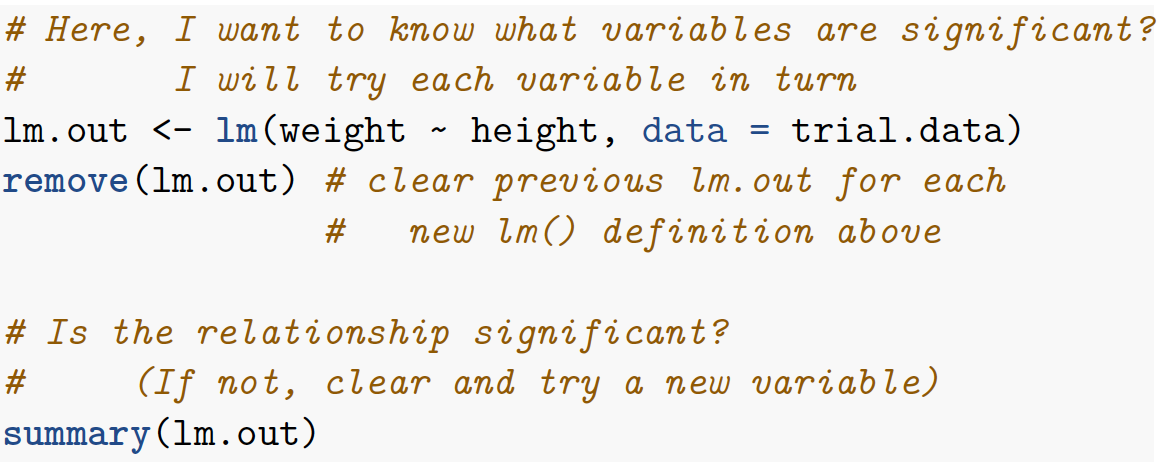 # Here, I want to know what variables are significant?
#       I will try each variable in turn
lm.out <- lm(weight ~ height, data = trial.data)
remove(lm.out) # clear previous lm.out for each
               #   new lm() definition above
# Is the relationship significant?
#     (If not, clear and try a new variable)
summary(lm.out)